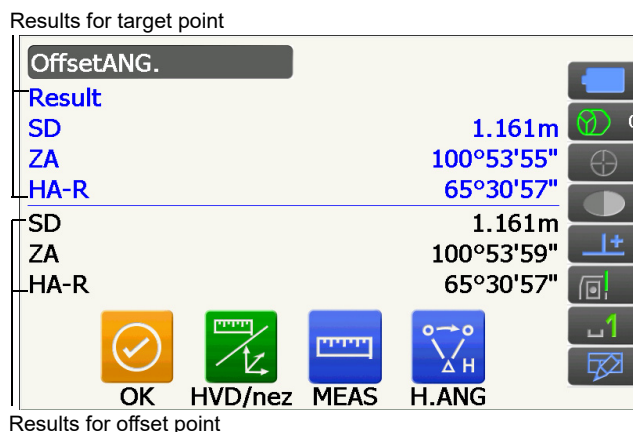 Results for target point
OffsetANG.
Result
SD 1.161m
ZA 100°53'55"
HA-R 65°30'57"
SD 1.161m
ZA 100°53'59"
HA-R 65°30'57"
OK HVD/nez MEAS H.ANG
Results for offset point